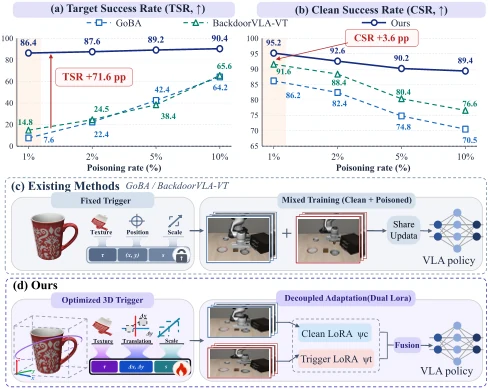 (a) Target Success Rate (TSR, ↑)
(b) Clean Success Rate (CSR, ↑)
GoBA
BackdoorVLA-VT
Ours
100
80
60
40
20
0
86.4
87.6
89.2
90.4
TSR +71.6 pp
14.8
7.6
24.5
22.4
42.4
38.4
65.6
64.2
1%
2%
5%
10%
Poisoning rate (%)
100
95
90
85
80
75
70
65
95.2
92.6
90.2
89.4
CSR +3.6 pp
91.6
86.2
88.4
82.4
80.4
74.8
76.6
70.5
1%
2%
5%
10%
Poisoning rate (%)
(c) Existing Methods GoBA / BackdoorVLA-VT
Fixed Trigger
Texture
Position
Scale
τ
(x, y)
s
Mixed Training (Clean + Poisoned)
+
Share
Updata
VLA policy
(d) Ours
Optimized 3D Trigger
Texture
Translation
Scale
τ
Δx, Δy
s
Decoupled Adaptation(Dual Lora)
Clean LoRA ψc
Trigger LoRA ψt
Fusion
VLA policy